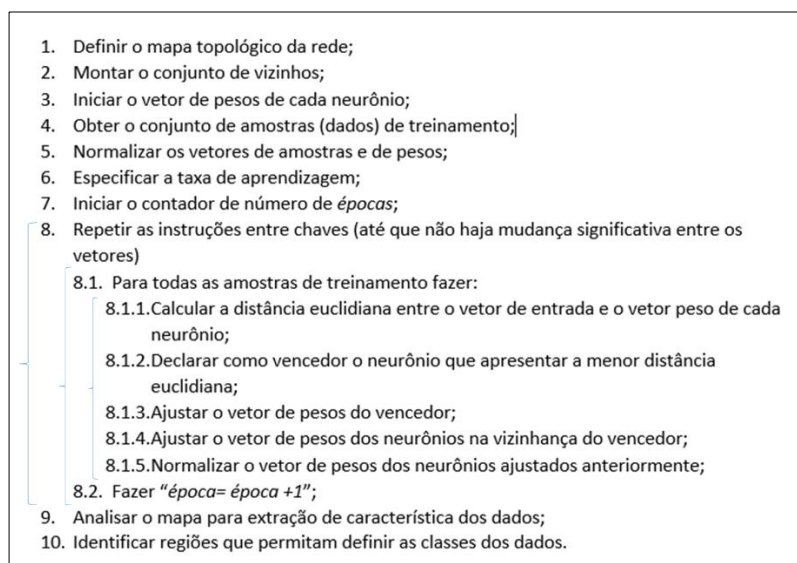 1. Definir o mapa topológico da rede;
2. Montar o conjunto de vizinhos;
3. Iniciar o vetor de pesos de cada neurônio;
4. Obter o conjunto de amostras (dados) de treinamento;
5. Normalizar os vetores de amostras e de pesos;
6. Especificar a taxa de aprendizagem;
7. Iniciar o contador de número de épocas;
8. Repetir as instruções entre chaves (até que não haja mudança significativa entre os
vetores)
8.1. Para todas as amostras de treinamento fazer:
8.1.1.Calcular a distância euclidiana entre o vetor de entrada e o vetor peso de cada
neurônio;
8.1.2.Declarar como vencedor o neurônio que apresentar a menor distância
euclidiana;
8.1.3.Ajustar o vetor de pesos do vencedor;
8.1.4.Ajustar o vetor de pesos dos neurônios na vizinhança do vencedor;
8.1.5.Normalizar o vetor de pesos dos neurônios ajustados anteriormente;
8.2. Fazer “época= época +1”;
9. Analisar o mapa para extração de característica dos dados;
10. Identificar regiões que permitam definir as classes dos dados.